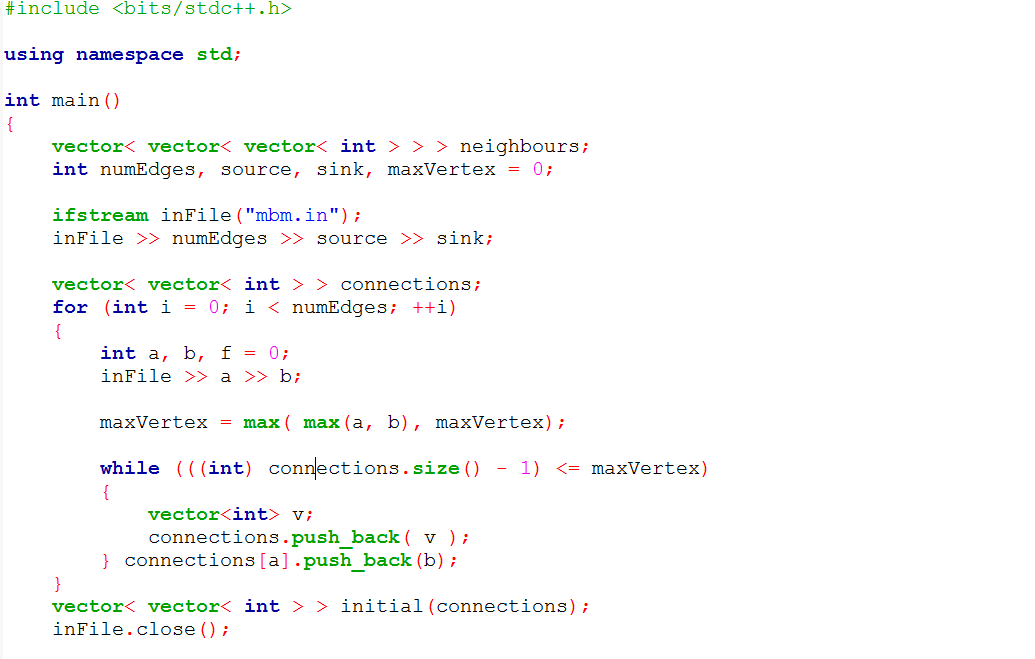 #include <bits/stdc++.h>
using namespace std;
int main()
{
vector< vector< vector< int > > > neighbours;
int numEdges, source, sink, maxVertex = 0;
ifstream inFile("mbm.in");
inFile >> numEdges >> source >> sink;
vector< vector< int > > connections;
for (int i = 0; i < numEdges; ++i)
{
int a, b, f = 0;
inFile >> a >> b;
maxVertex = max( max(a, b), maxVertex);
while (((int) connections.size() - 1) <= maxVertex)
{
vector<int> v;
connections.push_back( v );
} connections[a].push_back(b);
}
vector< vector< int > > initial(connections);
inFile.close();